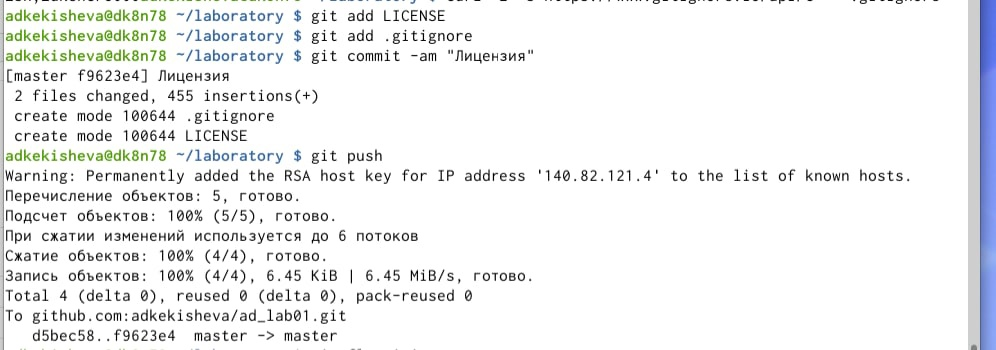 adkekisheva@dk8n78 ~/laboratory $ git add LICENSE
adkekisheva@dk8n78 ~/laboratory $ git add .gitignore
adkekisheva@dk8n78 ~/laboratory $ git commit -am "Лицензия"
[master f9623e4] Лицензия
 2 files changed, 455 insertions(+)
 create mode 100644 .gitignore
 create mode 100644 LICENSE
adkekisheva@dk8n78 ~/laboratory $ git push
Warning: Permanently added the RSA host key for IP address '140.82.121.4' to the list of known hosts.
Перечисление объектов: 5, готово.
Подсчет объектов: 100% (5/5), готово.
При сжатии изменений используется до 6 потоков
Сжатие объектов: 100% (4/4), готово.
Запись объектов: 100% (4/4), 6.45 KiB | 6.45 MiB/s, готово.
Total 4 (delta 0), reused 0 (delta 0), pack-reused 0
To github.com:adkekisheva/ad_lab01.git
   d5bec58..f9623e4  master -> master